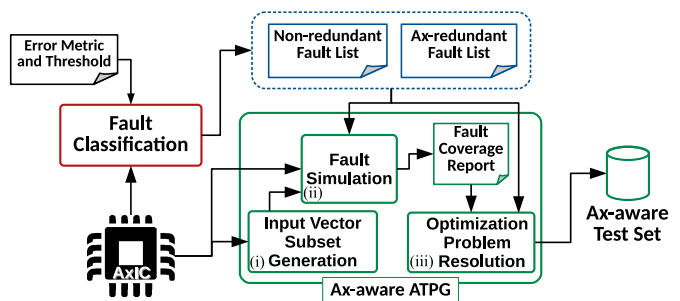 Error Metric
and Threshold
Non-redundant
Fault List
Ax-redundant
Fault List
Fault
Classification
Fault
Simulation
(ii)
Fault
Coverage
Report
Input Vector
Subset
(i) Generation
Optimization
Problem
(iii) Resolution
Ax-aware
Test Set
AxIC
Ax-aware ATPG